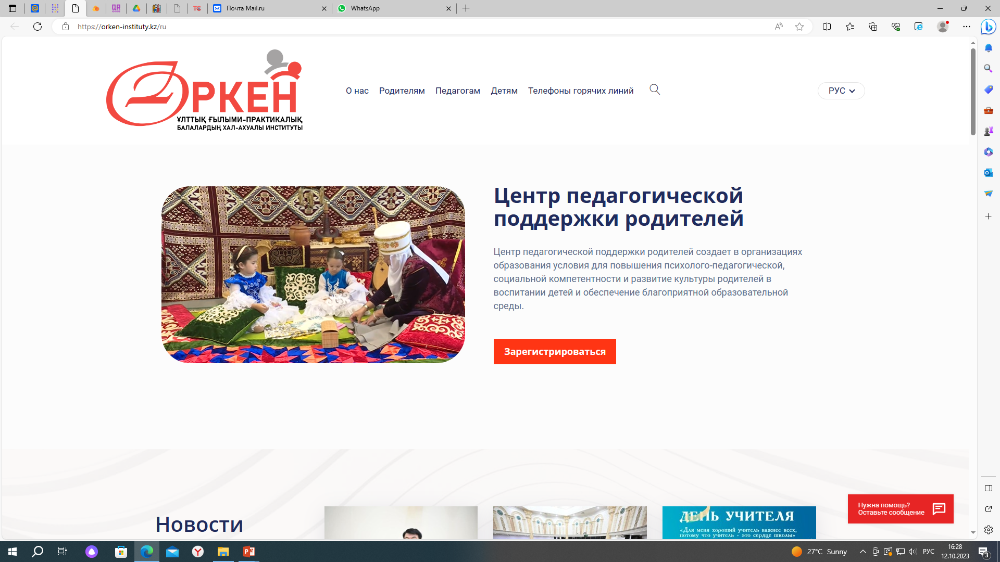 QR
CODE
TC
Почта Mail.ru
WhatsApp
https://orken-instituty.kz/ru
ӨРКЕН
ҰЛТТЫҚ ҒЫЛЫМИ-ПРАКТИКАЛЫҚ
БАЛАЛАРДЫҢ ХАЛ-АХУАЛЫ ИНСТИТУТЫ
О нас Родителям Педагогам Детям Телефоны горячих линий
РУС
Центр педагогической
поддержки родителей
Центр педагогической поддержки родителей создает в организациях
образования условия для повышения психолого-педагогической,
социальной компетентности и развитие культуры родителей в
воспитании детей и обеспечение благоприятной образовательной
среды.
Зарегистрироваться
Новости
ДЕНЬ УЧИТЕЛЯ
«Для меня хороший учитель важнее всех,
потому что учитель - это сердце школы»
Нужна помощь?
Оставьте сообщение
27°C Sunny
РУС
16:28
12.10.2023
3